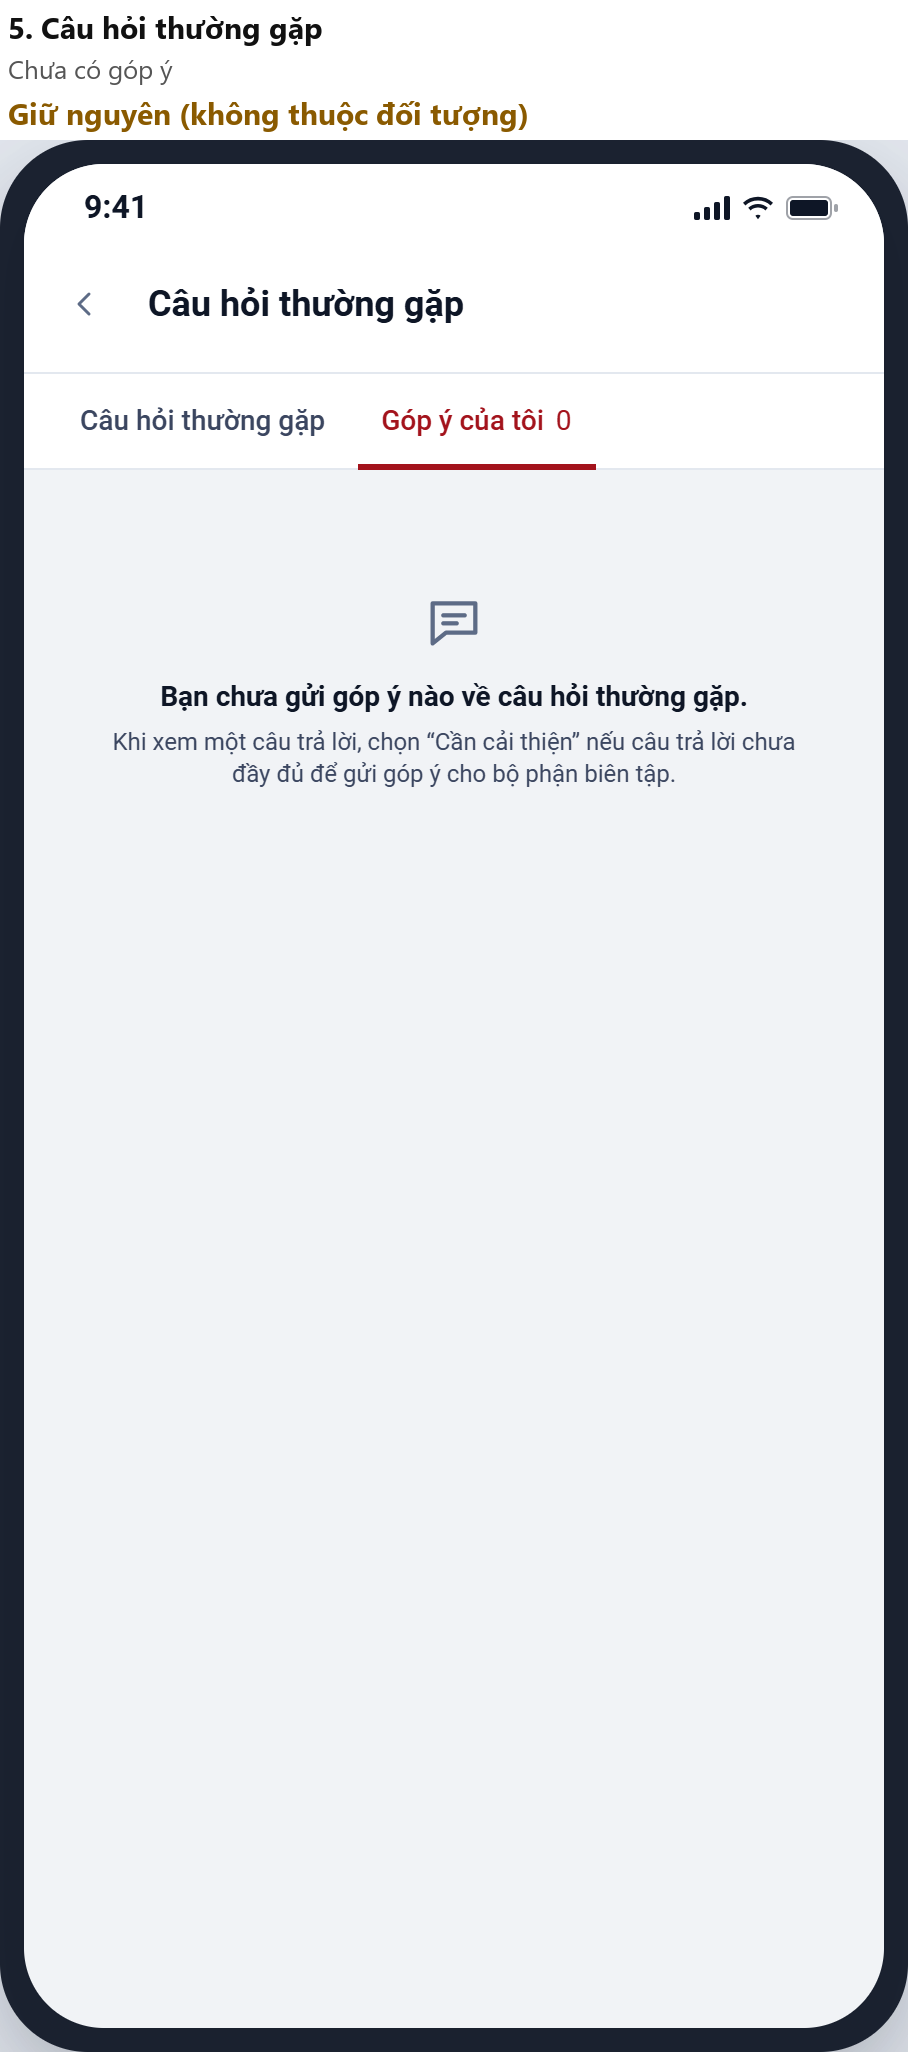 5. Câu hỏi thường gặp
Chưa có góp ý
Giữ nguyên (không thuộc đối tượng)
9:41
Câu hỏi thường gặp
Câu hỏi thường gặp
Góp ý của tôi 0
Bạn chưa gửi góp ý nào về câu hỏi thường gặp.
Khi xem một câu trả lời, chọn “Cần cải thiện” nếu câu trả lời chưa
đầy đủ để gửi góp ý cho bộ phận biên tập.